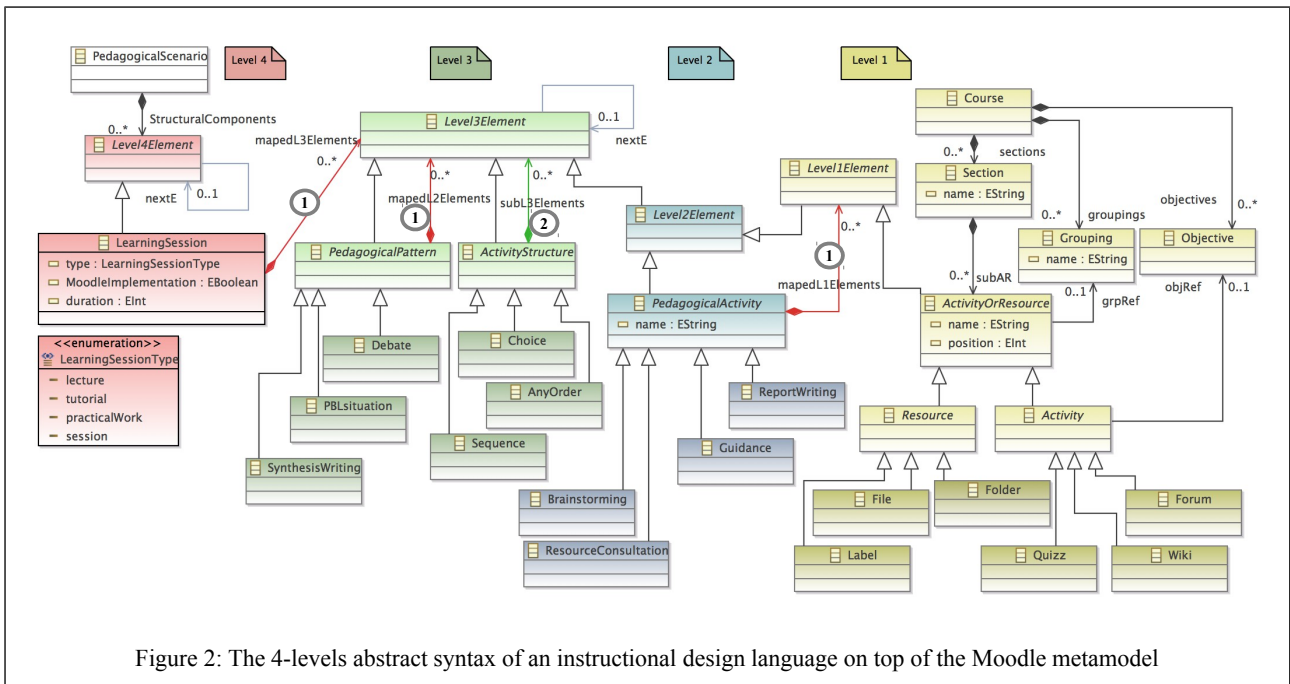 PedagogicalScenario
Level 4
Level 3
Level 2
Level 1
StructuralComponents
0..*
Level4Element
nextE
0..1
mapedL3Elements
0..*
1
LearningSession
type : LearningSessionType
MoodleImplementation : EBoolean
duration : EInt
<<enumeration>>
LearningSessionType
lecture
tutorial
practicalWork
session
Level3Element
0..1
nextE
0..*
mapedL2Elements
1
0..*
subL3Elements
2
PedagogicalPattern
ActivityStructure
Debate
PBLsituation
SynthesisWriting
Choice
AnyOrder
Sequence
Level2Element
PedagogicalActivity
name : EString
ReportWriting
Guidance
Brainstorming
ResourceConsultation
Level1Element
0..*
1
mapedL1Elements
Course
0..*
sections
Section
name : EString
0..*
groupings
objectives
0..*
Grouping
name : EString
Objective
0..*
subAR
0..1
grpRef
objRef
0..1
ActivityOrResource
name : EString
position : EInt
Resource
Activity
File
Folder
Label
Forum
Quizz
Wiki
Figure 2: The 4-levels abstract syntax of an instructional design language on top of the Moodle metamodel